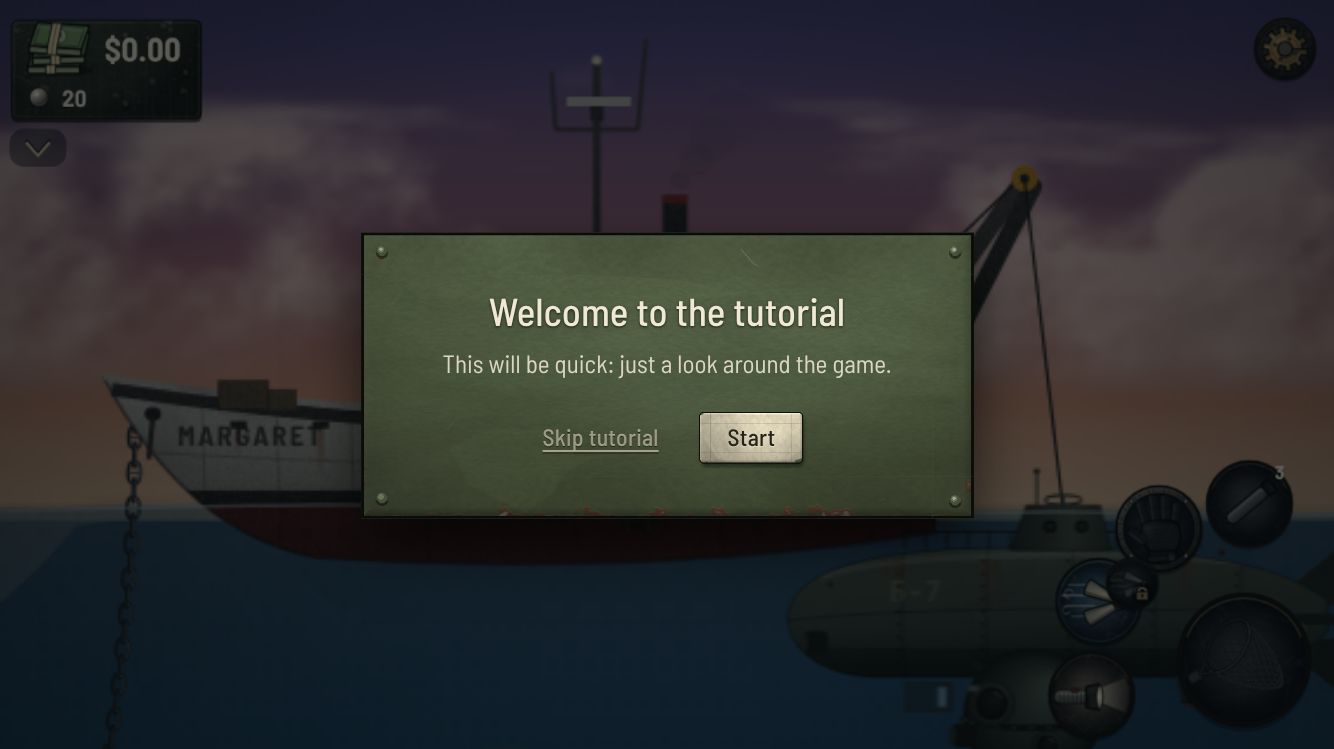 $0.00
20
Welcome to the tutorial
This will be quick: just a look around the game.
Skip tutorial
Start
MARGARET
3